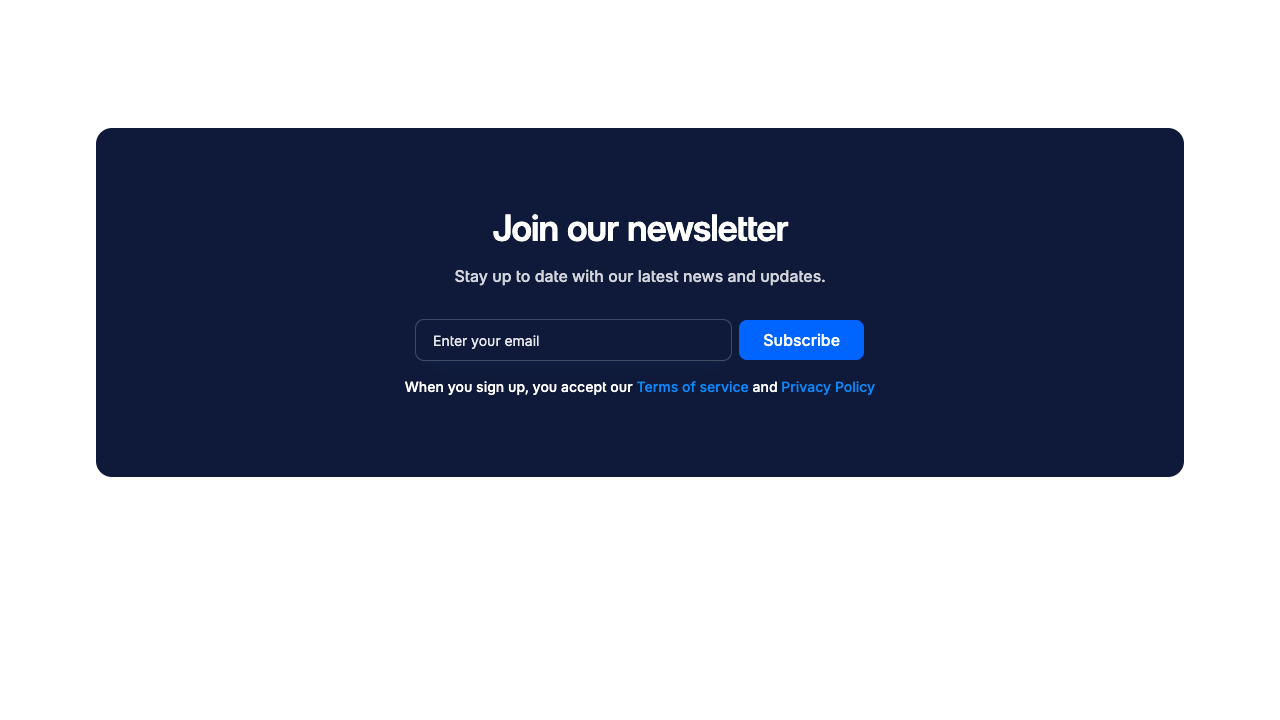 Join our newsletter
Stay up to date with our latest news and updates.
Enter your email
Subscribe
When you sign up, you accept our Terms of service and Privacy Policy